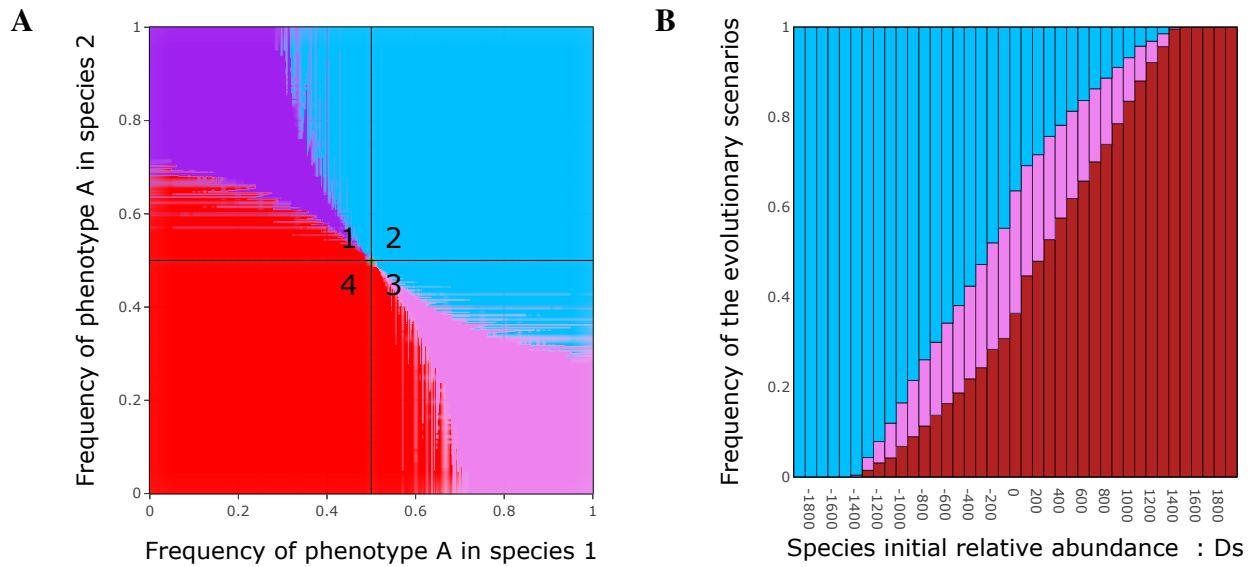 A
Frequency of phenotype A in species 2
1
0.8
0.6
0.4
0.2
0
1 2
4 3
0 0.2 0.4 0.6 0.8 1
Frequency of phenotype A in species 1
B
Frequency of the evolutionary scenarios
1
0.8
0.6
0.4
0.2
0
-1800 -1600 -1400 -1200 -1000 -800 -600 -400 -200 0 200 400 600 800 1000 1200 1400 1600 1800
Species initial relative abundance : Ds